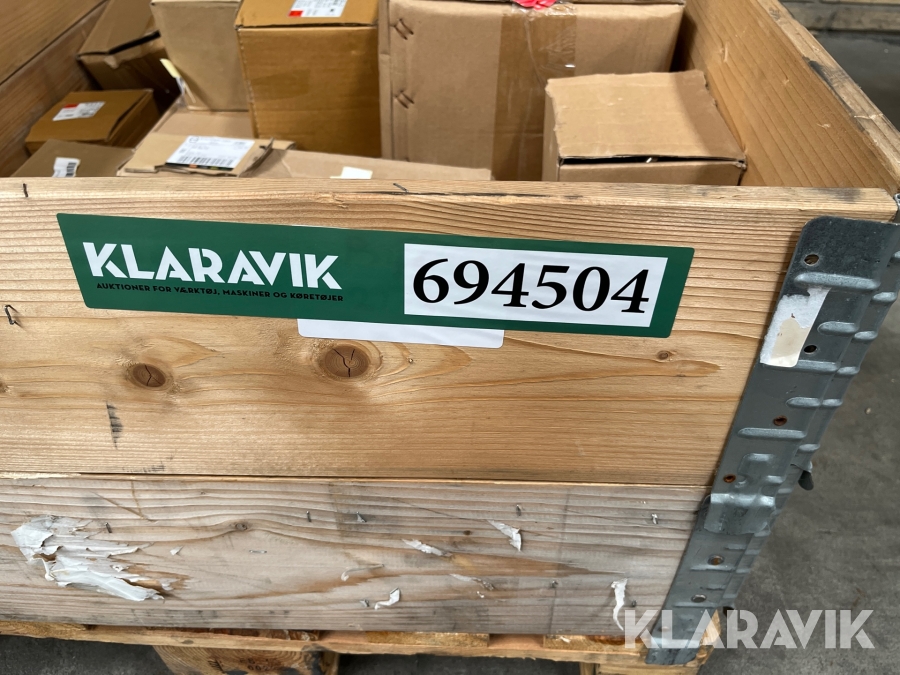 KLARAVIK
AUKTIONER FOR VÆRKTØJ, MASKINER OG KØRETØJER
694504
KLARAVIK